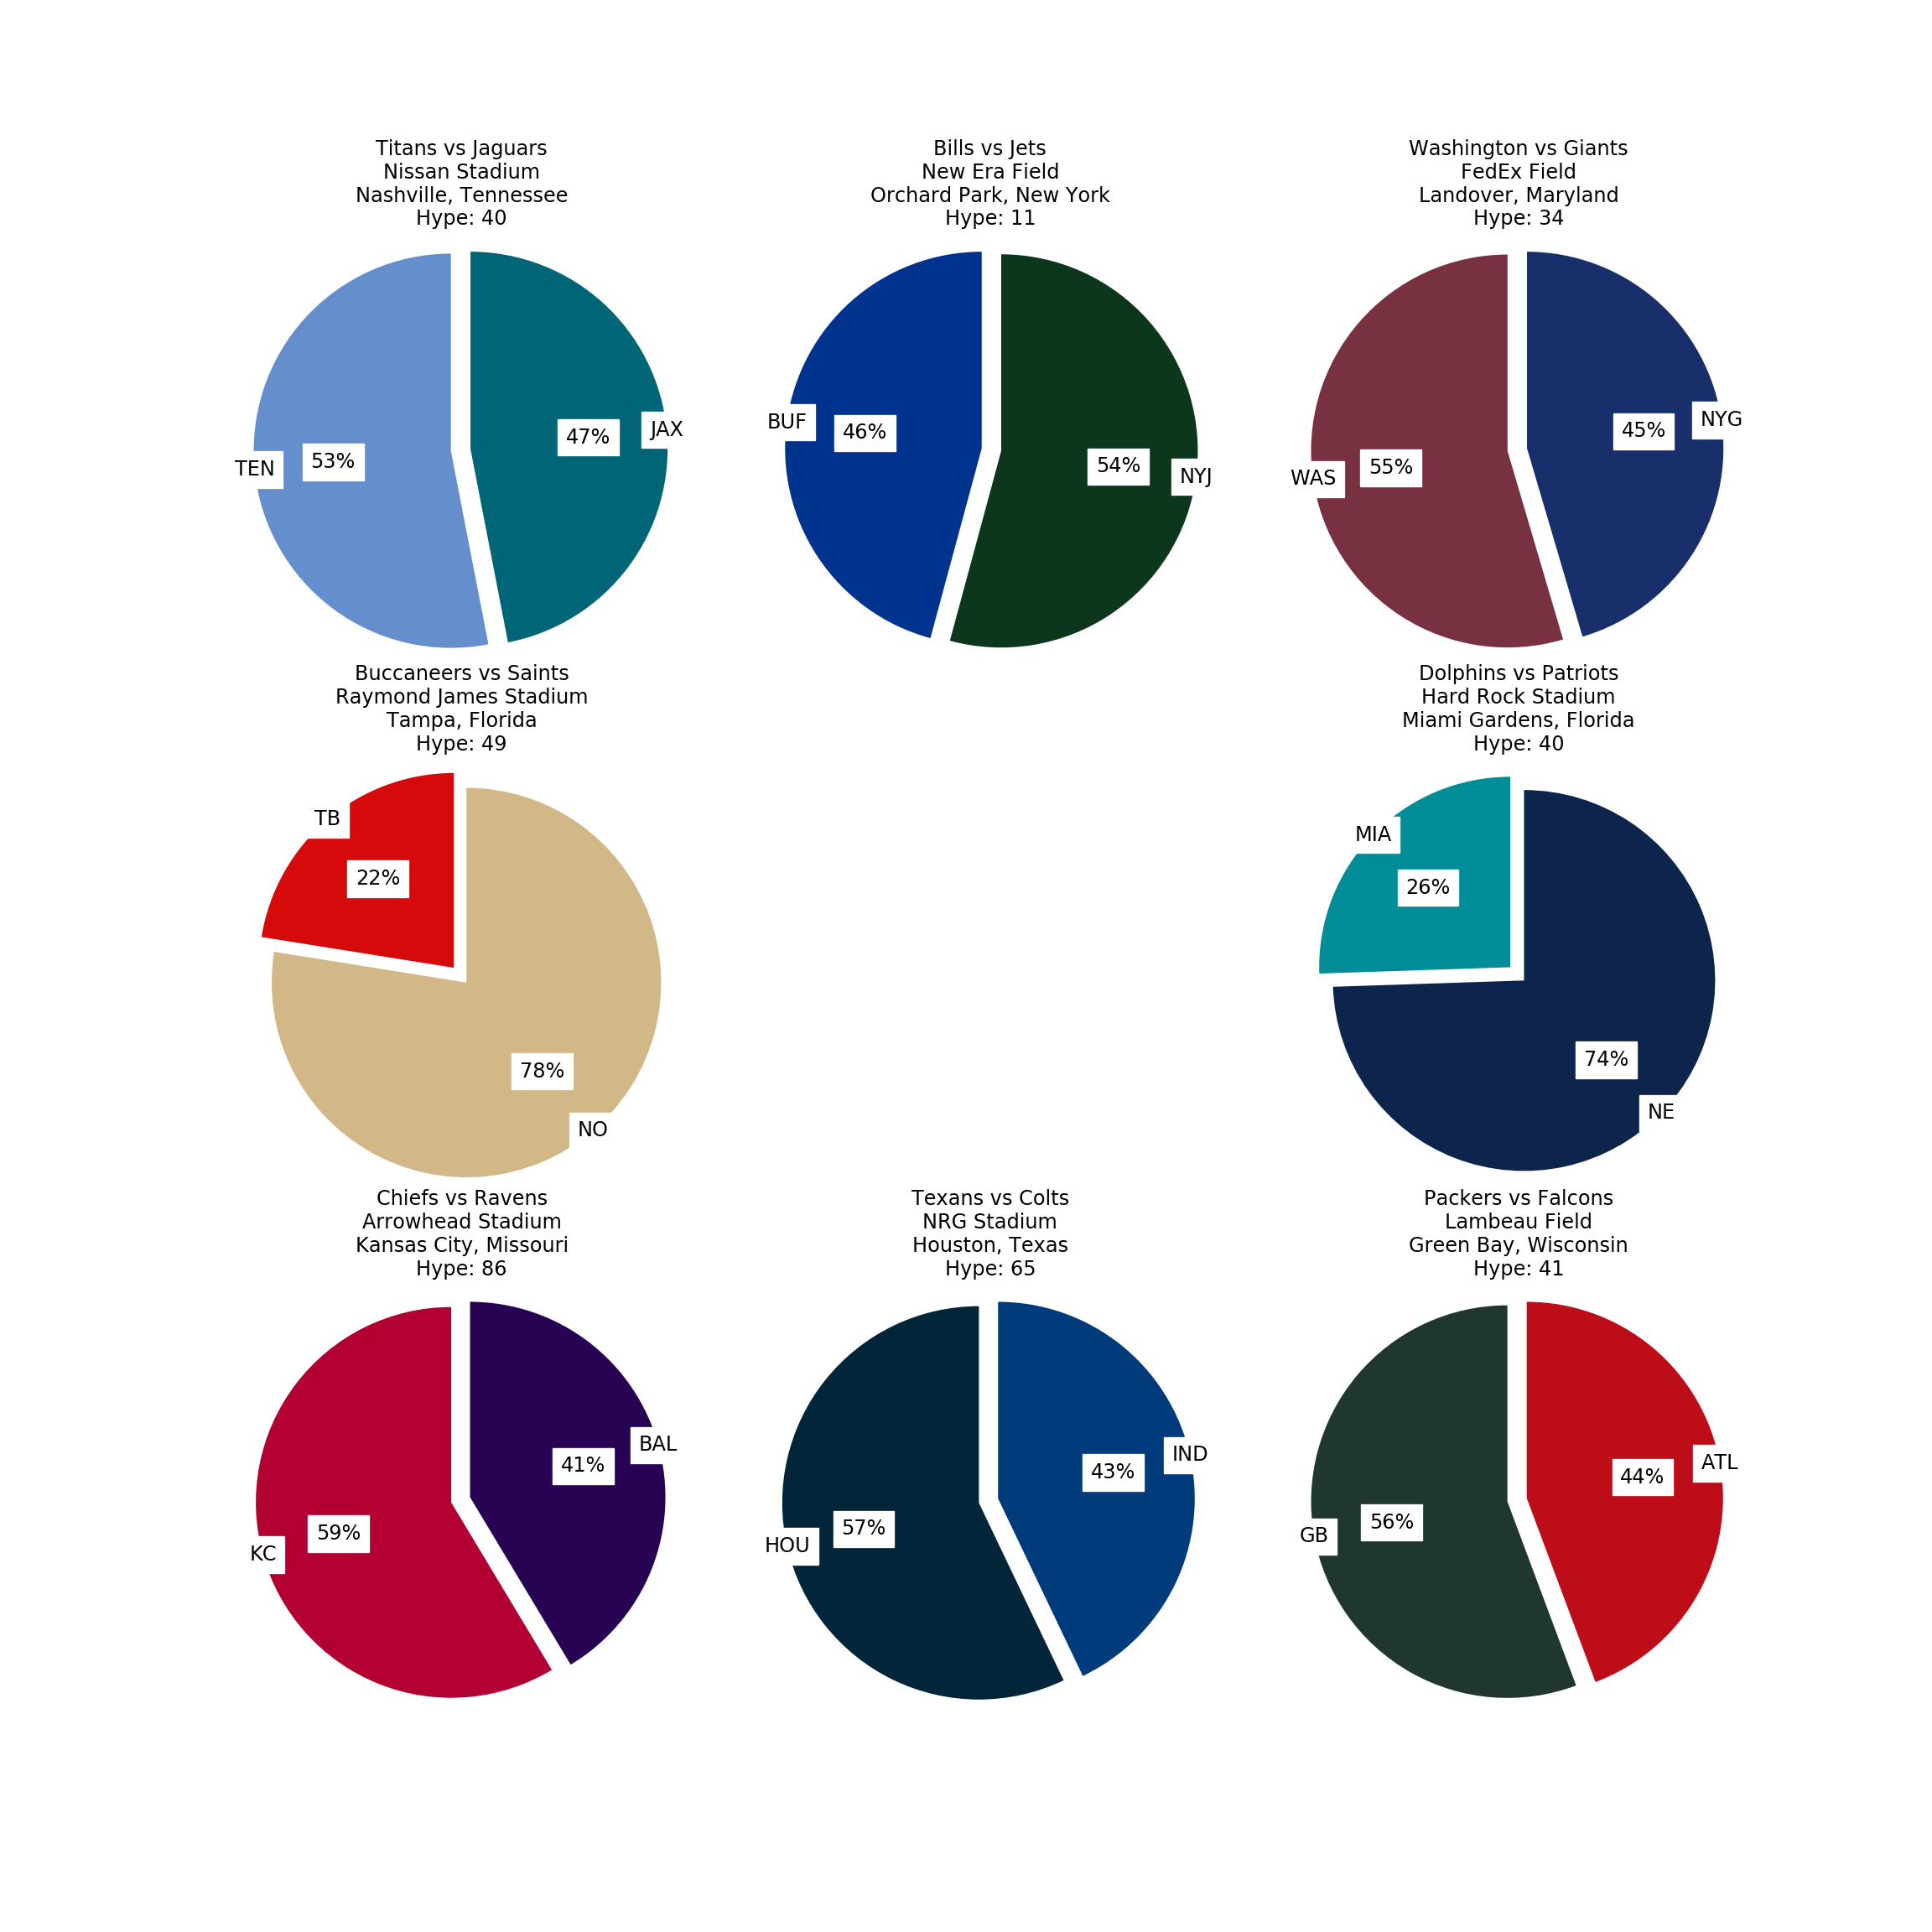 Titans vs Jaguars
Nissan Stadium
Nashville, Tennessee
Hype: 40
TEN
53%
47%
JAX
Bills vs Jets
New Era Field
Orchard Park, New York
Hype: 11
BUF
46%
54%
NYJ
Washington vs Giants
FedEx Field
Landover, Maryland
Hype: 34
WAS
55%
45%
NYG
Buccaneers vs Saints
Raymond James Stadium
Tampa, Florida
Hype: 49
TB
22%
78%
NO
Dolphins vs Patriots
Hard Rock Stadium
Miami Gardens, Florida
Hype: 40
MIA
26%
74%
NE
Chiefs vs Ravens
Arrowhead Stadium
Kansas City, Missouri
Hype: 86
BAL
41%
59%
KC
Texans vs Colts
NRG Stadium
Houston, Texas
Hype: 65
IND
43%
57%
HOU
Packers vs Falcons
Lambeau Field
Green Bay, Wisconsin
Hype: 41
ATL
44%
56%
GB